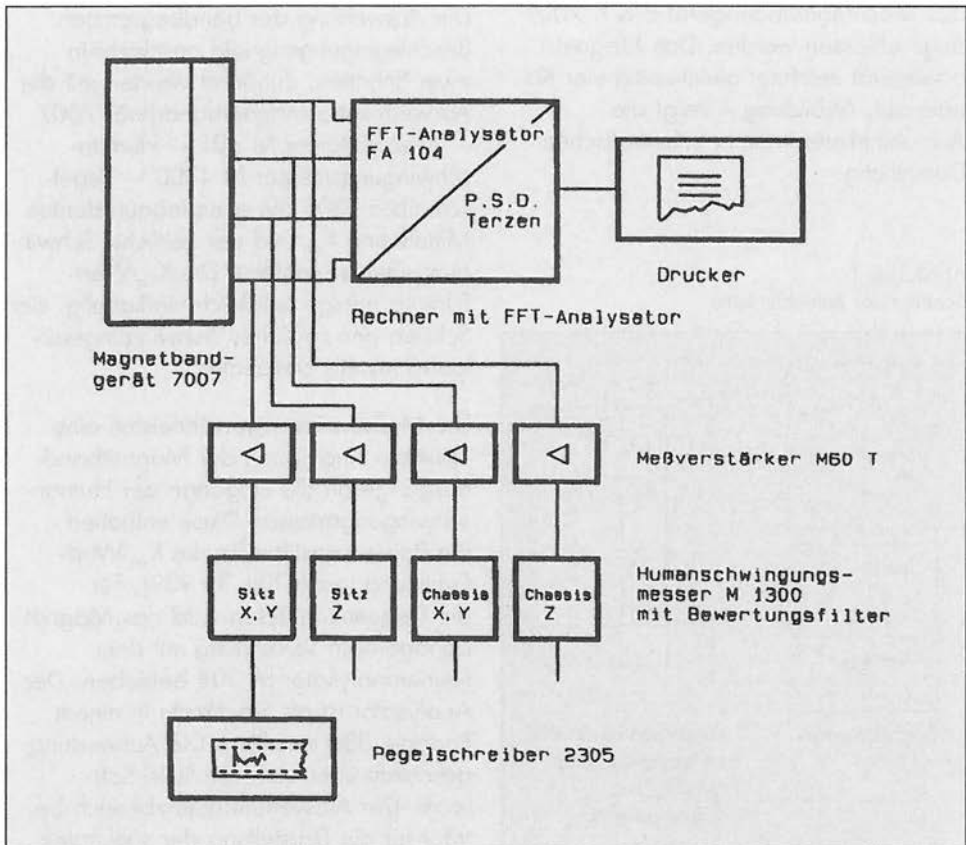 FFT-Analysator
FA 104
P.S.D.
Tenzer
Drucker
Rechner mit FFT-Analysator
Magnetband-
gerät 7007
Meßverstärker M60 T
Sitz
X.Y
Sitz
Z
Chassis
X.Y
Chassis
Z
Humanschwingungs-
messer M 1300
mit Bewertungsfilter
Pegelschreiber 2305